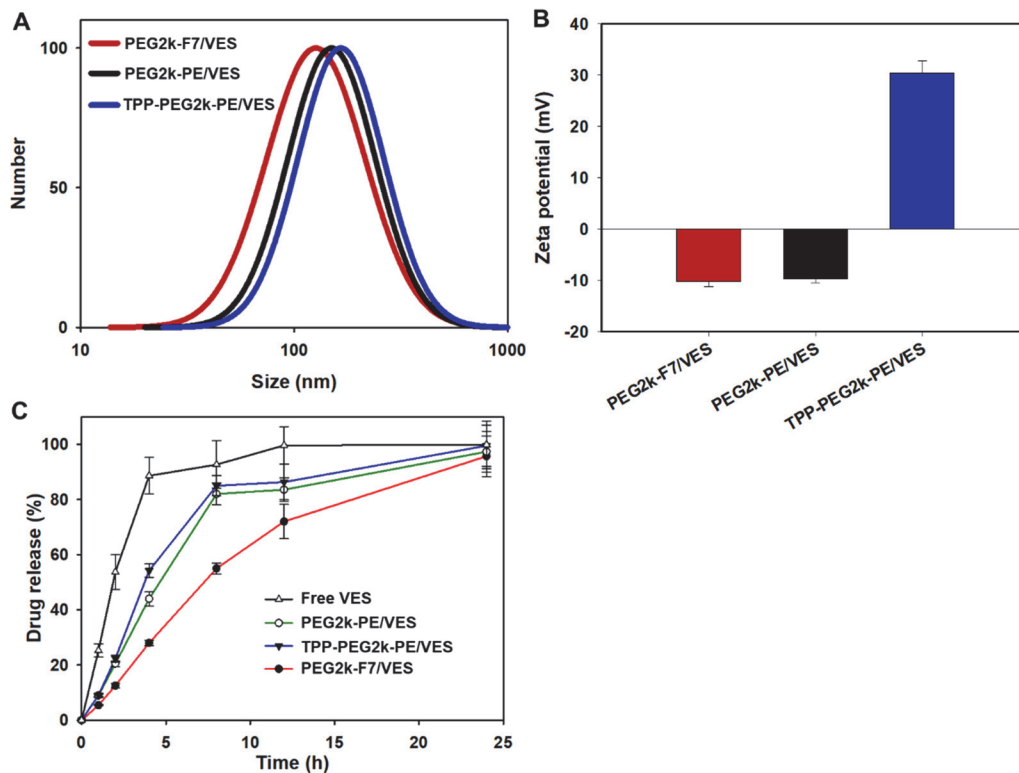 A
PEG2k-F7/VES
PEG2k-PE/VES
TPP-PEG2k-PE/VES
100
50
0
Number
10
100
1000
Size (nm)
B
40
30
20
10
0
-10
-20
Zeta potential (mV)
PEG2k-F7/VES
PEG2k-PE/VES
TPP-PEG2k-PE/VES
C
100
80
60
40
20
0
Drug release (%)
Free VES
PEG2k-PE/VES
TPP-PEG2k-PE/VES
PEG2k-F7/VES
0
5
10
15
20
25
Time (h)